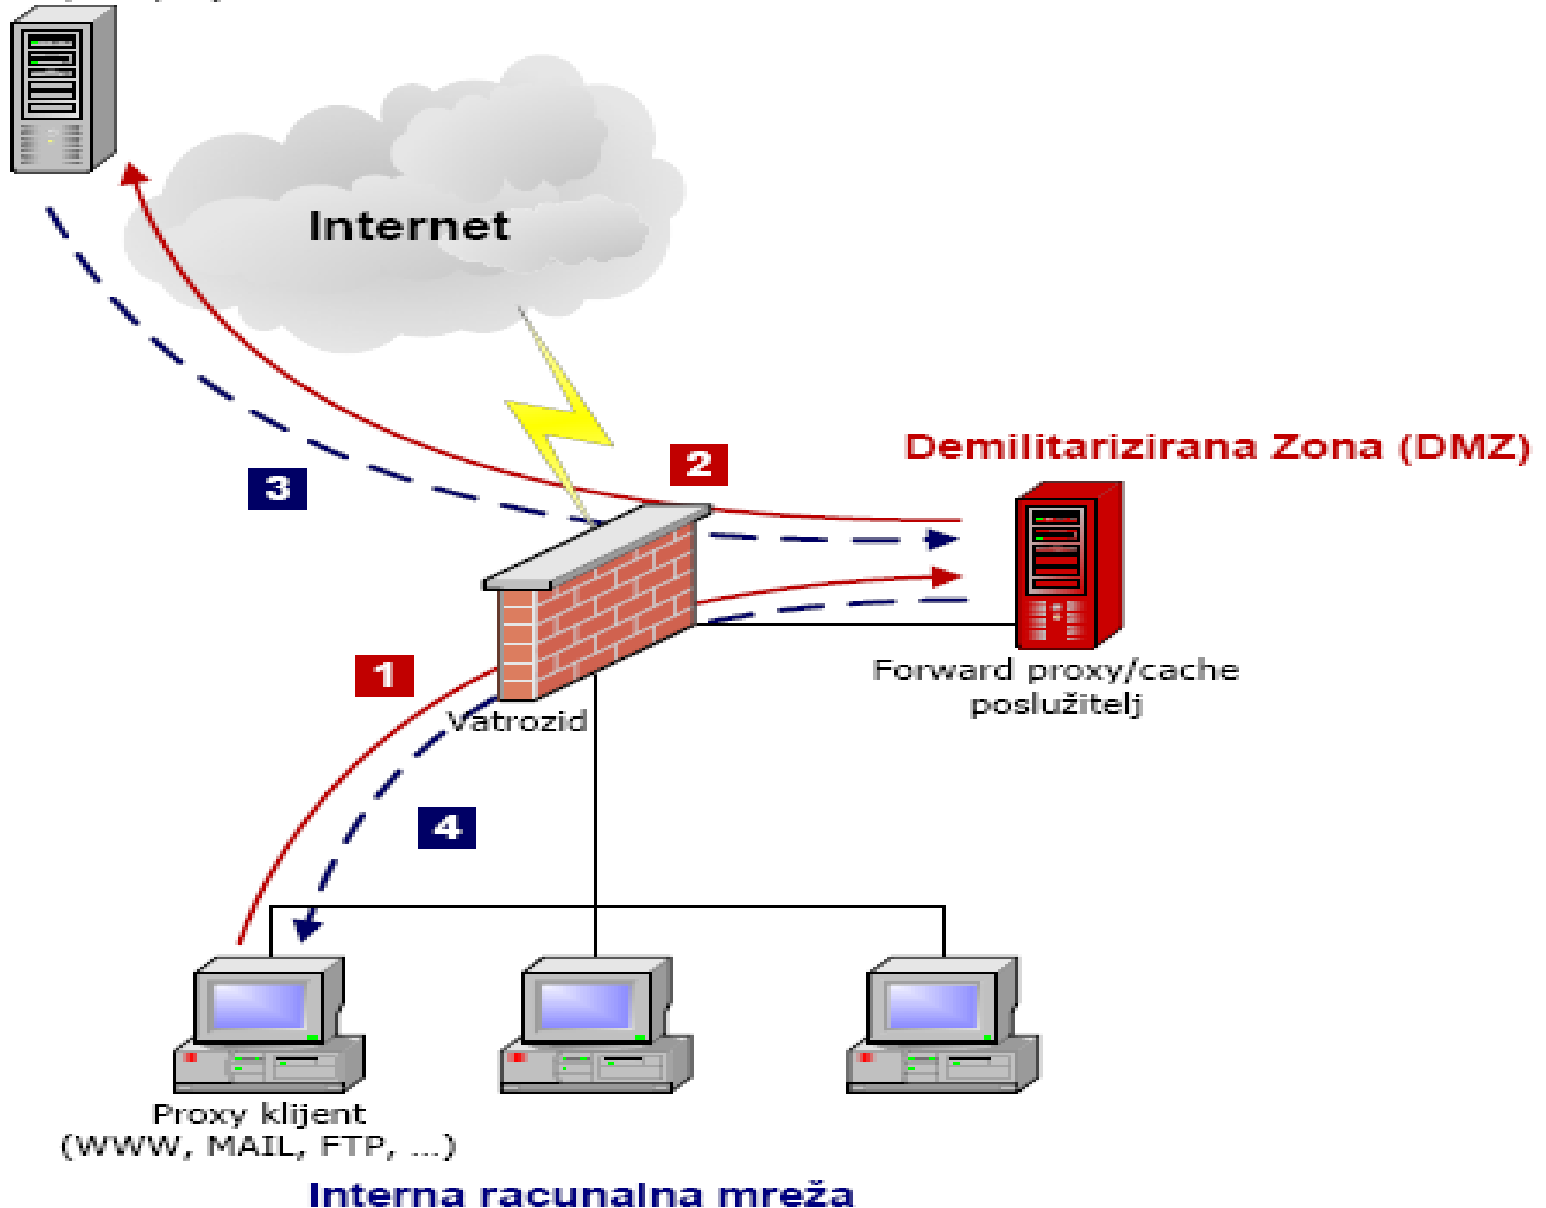 Internet
3
2
Demilitarizirana Zona (DMZ)
1
Forward proxy/cache
poslužitelj
Vatrozid
4
Proxy klijent
(WWW, MAIL, FTP, ...)
Interna racunalna mreža